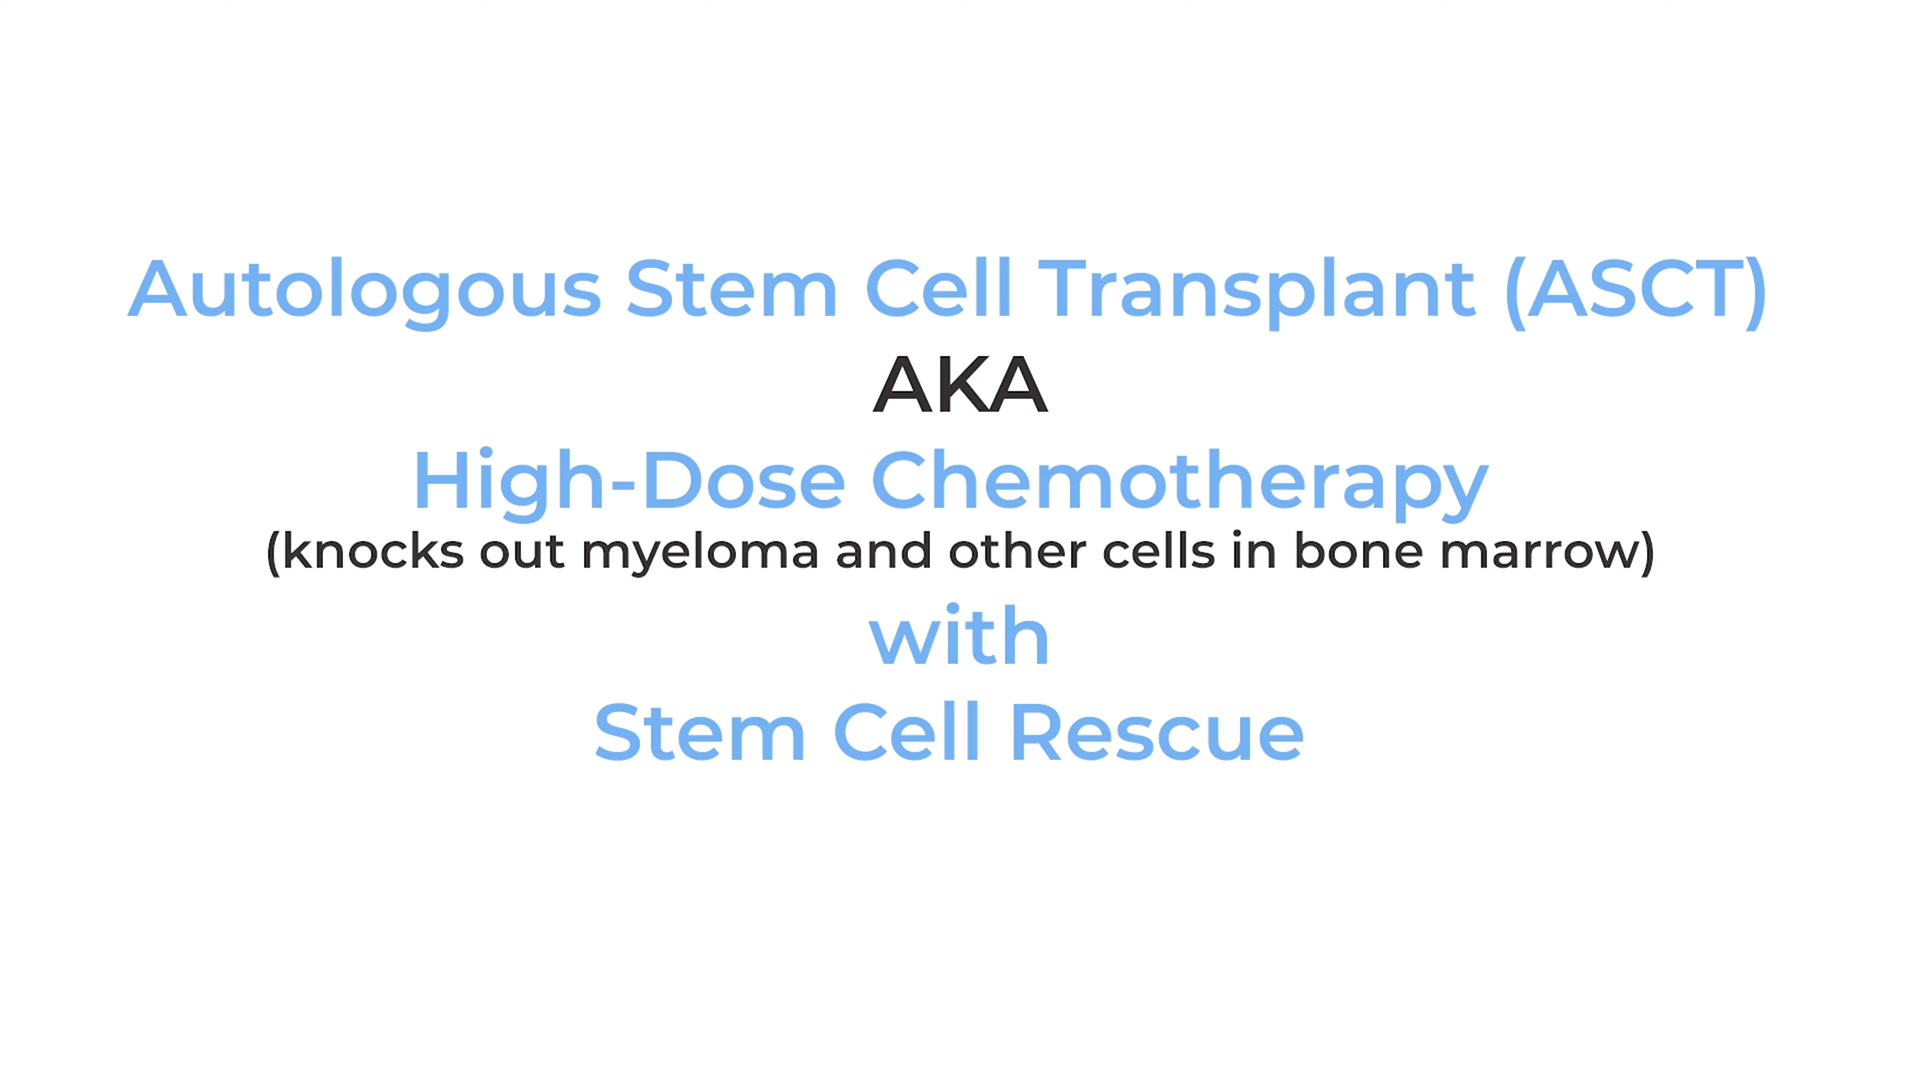 Autologous Stem Cell Transplant (ASCT)
AKA
High-Dose Chemotherapy
(knocks out myeloma and other cells in bone marrow)
with
Stem Cell Rescue